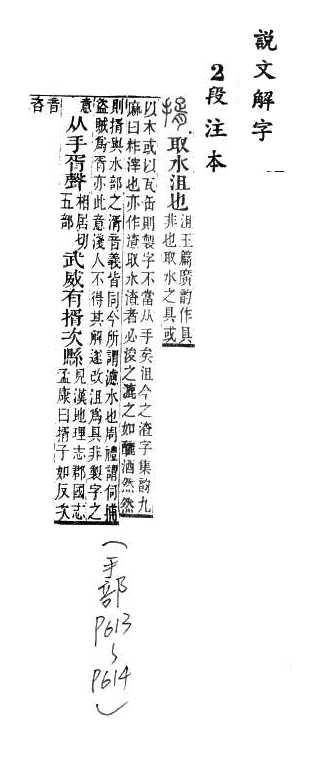 說文解字
一
2段注本
揟 取水沮也 沮玉篇廣韵作具
非也取水之具或
以木或以瓦缶則製字不當从手矣沮今之渣字集韵九
麻曰柤滓也亦作渣取水渣者必浚之漉之如釃酒然然
則揟與水部之湑音義皆同今所謂濾水也周禮謂伺捕
盜賊爲胥亦此意淺人不得其解遂改沮爲具非製字之
意
从手胥聲 相居切
五部
武威有揟次縣 見漢地理志郡國志
孟康曰揟子如反次
音
咨
(手部
P613
~
P614)